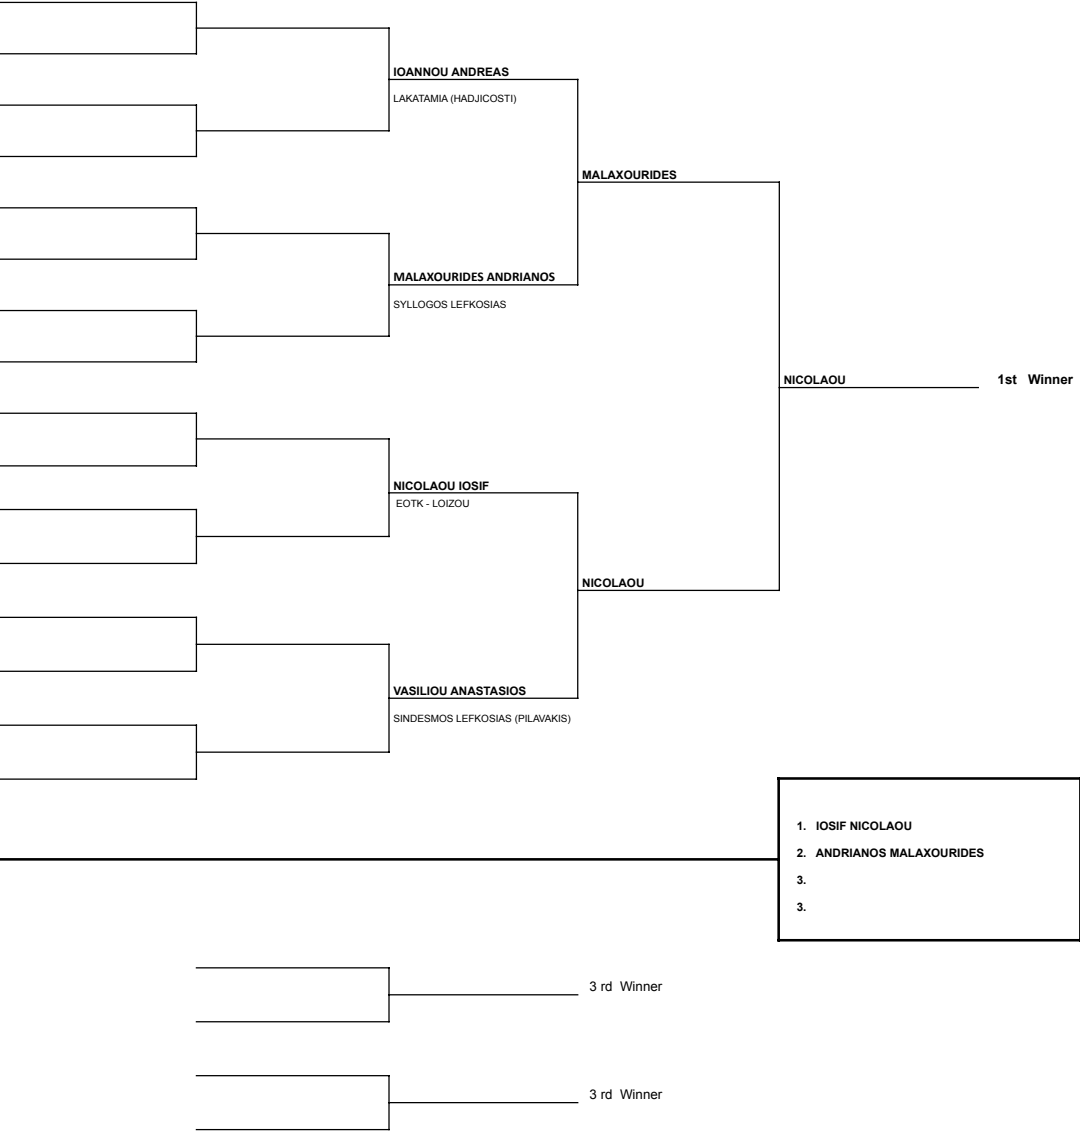 IOANNOU ANDREAS
LAKATAMIA (HADJICOSTI)
MALAXOURIDES
MALAXOURIDES ANDRIANOS
SYLLOGOS LEFKOSIAS
NICOLAOU
1st Winner
NICOLAOU IOSIF
EOTK - LOIZOU
NICOLAOU
VASILIOU ANASTASIOS
SINDESMOS LEFKOSIAS (PILAVAKIS)
1. IOSIF NICOLAOU
2. ANDRIANOS MALAXOURIDES
3.
3.
3 rd Winner
3 rd Winner